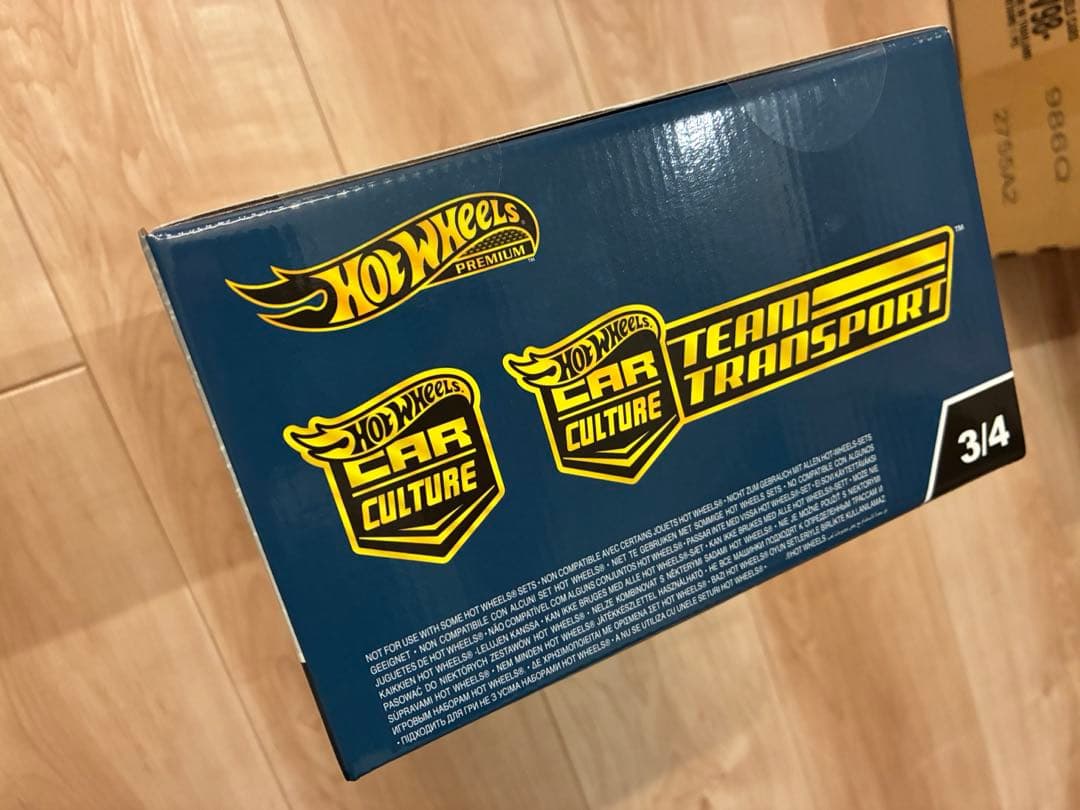 HOT WHEELS
PREMIUM™
HOT WHEELS.
CAR
CULTURE
HOT WHEELS.
CAR
CULTURE
TEAM
TRANSPORT™
3/4
NOT FOR USE WITH SOME HOT WHEELS® SETS • NON COMPATIBLE AVEC CERTAINS JOUETS HOT WHEELS® • NICHT ZUM GEBRAUCH MIT ALLEN HOT-WHEELS-SETS
GEEIGNET • NON COMPATIBILE CON ALCUNI SET HOT WHEELS® • NIET TE GEBRUIKEN MET SOMMIGE HOT WHEELS SETS • NO COMPATIBLE CON ALGUNOS
JUGUETES DE HOT WHEELS® • NÃO COMPATÍVEL COM ALGUNS CONJUNTOS HOT WHEELS® • PASSAR INTE MED VISSA HOT WHEELS®-SET • EI SOVI KÄYTETTÄVÄKSI
KAIKKIEN HOT WHEELS® -LELUJEN KANSSA • KAN IKKE BRUGES MED ALLE HOT WHEELS®-SÆT • KAN IKKE BRUKES MED ALLE HOT WHEELS®-SETT • MOŻE NIE
PASOWAĆ DO NIEKTÓRYCH ZESTAWÓW HOT WHEELS® • NELZE KOMBINOVAT S NĚKTERÝMI SADAMI HOT WHEELS® • NIE JE MOŽNÉ POUŽIŤ S NIEKTORÝMI
SÚPRAVAMI HOT WHEELS® • NEM MINDEN HOT WHEELS® JÁTÉKKÉSZLETTEL HASZNÁLHATÓ • НЕ ВСЕ МАШИНКИ ПОДХОДЯТ К ОПРЕДЕЛЕННЫМ ТРАССАМ И
ИГРОВЫМ НАБОРАМ HOT WHEELS® • ΔΕ ΧΡΗΣΙΜΟΠΟΙΕΙΤΑΙ ΜΕ ΟΡΙΣΜΕΝΑ ΣΕΤ HOT WHEELS® • BAZI HOT WHEELS® OYUN SETLERİYLE BİRLİKTE KULLANILAMAZ
• ПІДХОДИТЬ ДЛЯ ГРИ НЕ З УСІМА НАБОРАМИ HOT WHEELS® • A NU SE UTILIZA CU UNELE SETURI HOT WHEELS® •
HOT WHEELS
9860
2755A2